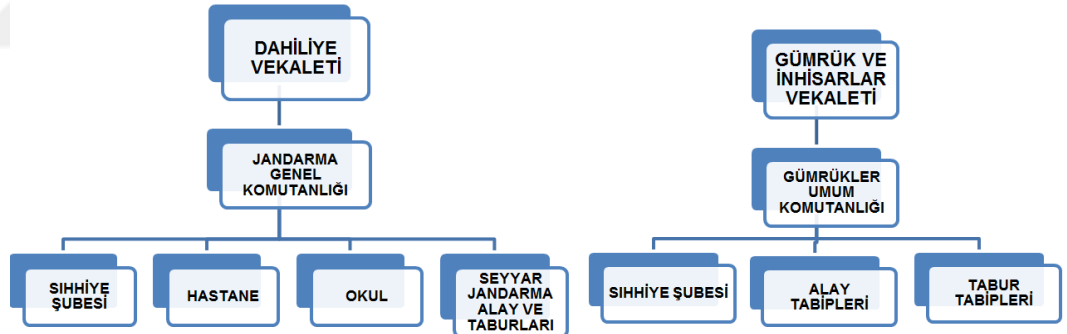 DAHİLİYE
VEKALETİ
JANDARMA
GENEL
KOMUTANLIĞI
SIHHİYE
ŞUBESİ
HASTANE
OKUL
SEYYAR
JANDARMA
ALAY VE
TABURLARI
GÜMRÜK VE
İNHİSARLAR
VEKALETİ
GÜMRÜKLER
UMUM
KOMUTANLIĞI
SIHHİYE ŞUBESİ
ALAY
TABİPLERİ
TABUR
TABİPLERİ